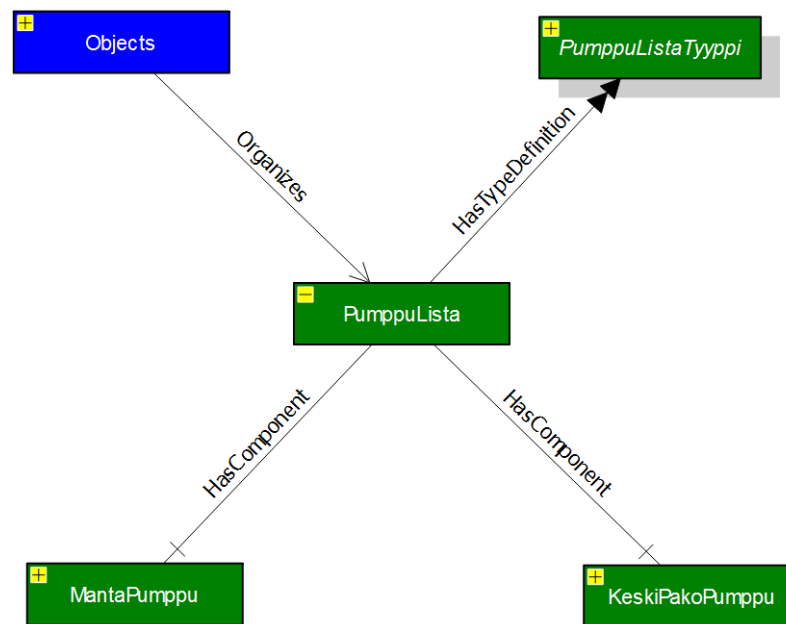 Objects
PumppuListaTyyppi
Organizes
HasTypeDefinition
PumppuLista
HasComponent
HasComponent
MantaPumppu
KeskiPakoPumppu